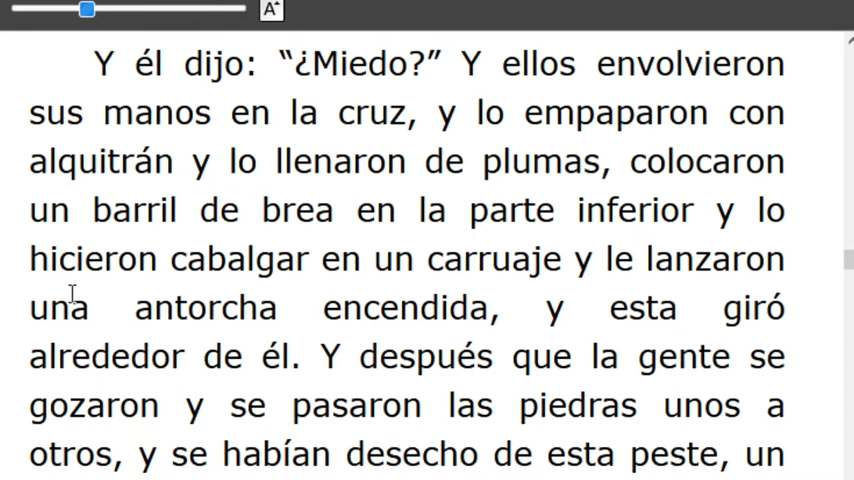 A
Y él dijo: “¿Miedo?” Y ellos envolvieron
sus manos en la cruz, y lo empaparon con
alquitrán y lo llenaron de plumas, colocaron
un barril de brea en la parte inferior y lo
hicieron cabalgar en un carruaje y le lanzaron
una antorcha encendida, y esta giró
alrededor de él. Y después que la gente se
gozaron y se pasaron las piedras unos a
otros, y se habían desecho de esta peste, un